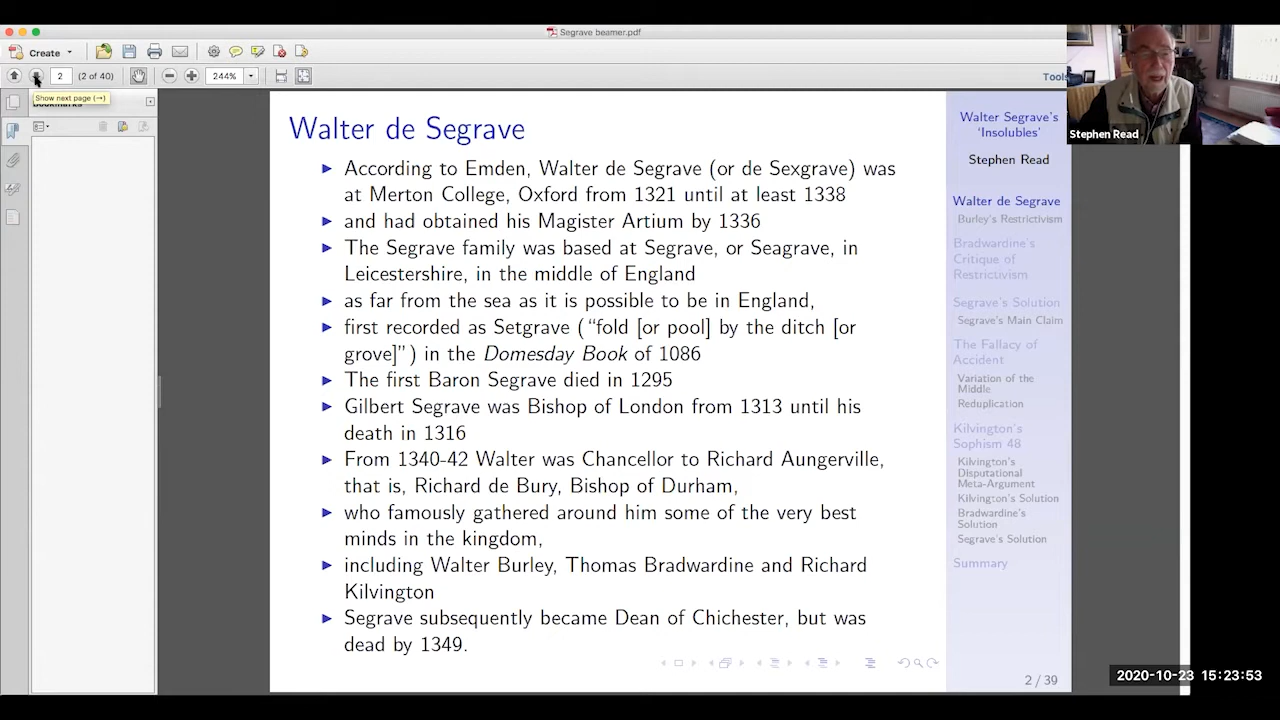 Segrave beamer.pdf
Create
2
(2 of 40)
244%
Tools
Show next page (→)
Stephen Read
Walter de Segrave
According to Emden, Walter de Segrave (or de Sexgrave) was
at Merton College, Oxford from 1321 until at least 1338
and had obtained his Magister Artium by 1336
The Segrave family was based at Segrave, or Seagrave, in
Leicestershire, in the middle of England
as far from the sea as it is possible to be in England,
first recorded as Setgrave (“fold [or pool] by the ditch [or
grove]”) in the Domesday Book of 1086
The first Baron Segrave died in 1295
Gilbert Segrave was Bishop of London from 1313 until his
death in 1316
From 1340-42 Walter was Chancellor to Richard Aungerville,
that is, Richard de Bury, Bishop of Durham,
who famously gathered around him some of the very best
minds in the kingdom,
including Walter Burley, Thomas Bradwardine and Richard
Kilvington
Segrave subsequently became Dean of Chichester, but was
dead by 1349.
Walter Segrave's
‘Insolubles’
Stephen Read
Walter de Segrave
Burley's Restrictivism
Bradwardine's
Critique of
Restrictivism
Segrave's Solution
Segrave's Main Claim
The Fallacy of
Accident
Variation of the
Middle
Reduplication
Kilvington's
Sophism 48
Kilvington's
Disputational
Meta-Argument
Kilvington's Solution
Bradwardine's
Solution
Segrave's Solution
Summary
2 / 39
2020-10-23 15:23:53